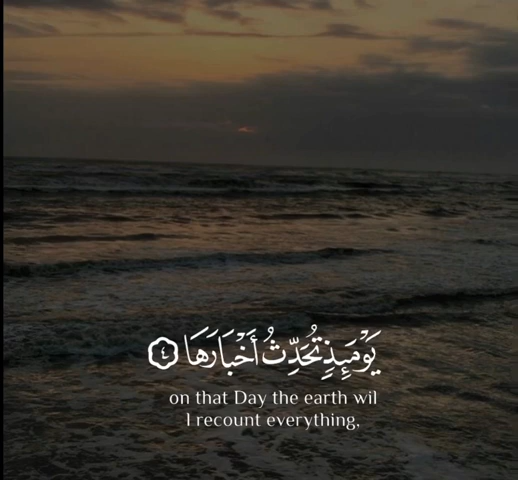 يَوْمَئِذٍ تُحَدِّثُ أَخْبَارَهَا ٤
on that Day the earth wil
l recount everything,